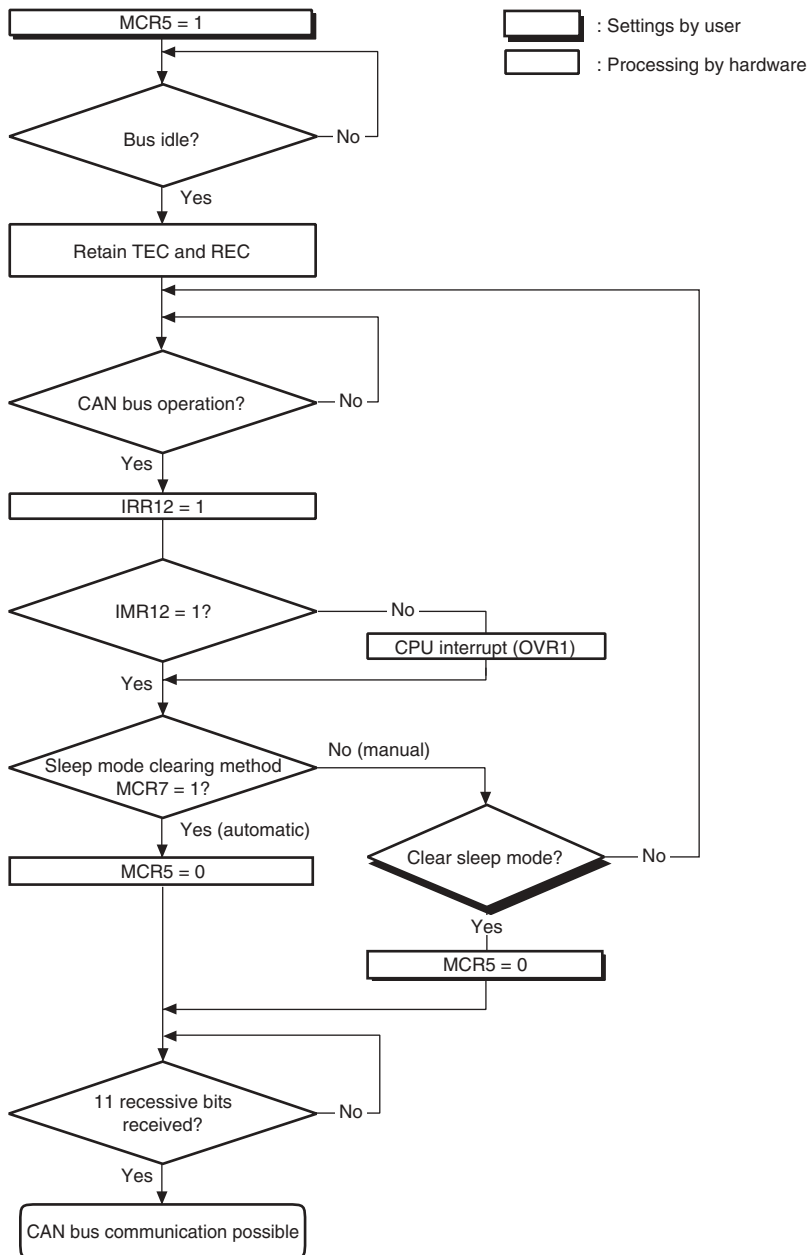 MCR5 = 1
: Settings by user
: Processing by hardware
Bus idle?
No
Yes
Retain TEC and REC
CAN bus operation?
No
Yes
IRR12 = 1
IMR12 = 1?
No
CPU interrupt (OVR1)
Yes
Sleep mode clearing method
MCR7 = 1?
No (manual)
Yes (automatic)
Clear sleep mode?
No
MCR5 = 0
Yes
MCR5 = 0
11 recessive bits
received?
No
Yes
CAN bus communication possible